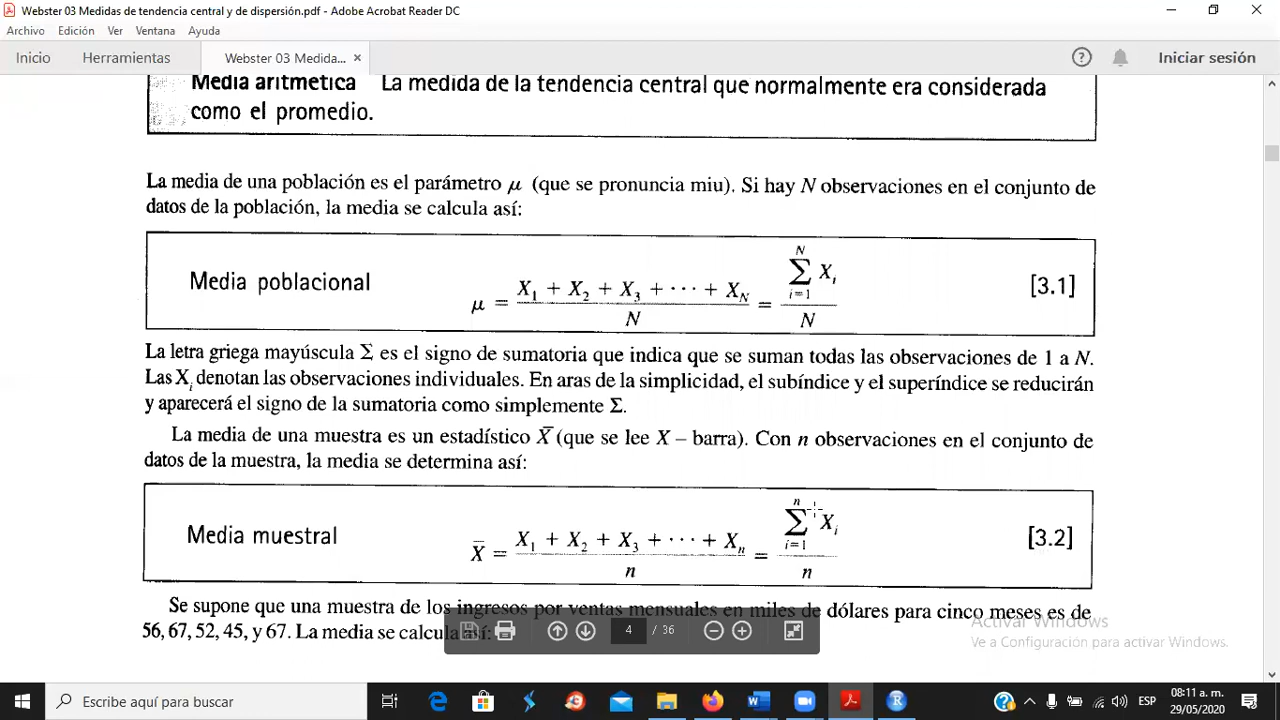 Webster 03 Medidas de tendencia central y de dispersión.pdf - Adobe Acrobat Reader DC
Archivo Edición Ver Ventana Ayuda
Inicio Herramientas Webster 03 Medida... × Iniciar sesión
Media aritmética La medida de la tendencia central que normalmente era considerada
como el promedio.
La media de una población es el parámetro μ (que se pronuncia miu). Si hay N observaciones en el conjunto de
datos de la población, la media se calcula así:
Media poblacional μ = (X₁ + X₂ + X₃ + ··· + X_N) / N = (∑_{i=1}^{N} X_i) / N [3.1]
La letra griega mayúscula Σ es el signo de sumatoria que indica que se suman todas las observaciones de 1 a N.
Las X_i denotan las observaciones individuales. En aras de la simplicidad, el subíndice y el superíndice se reducirán
y aparecerá el signo de la sumatoria como simplemente Σ.
La media de una muestra es un estadístico X̄ (que se lee X – barra). Con n observaciones en el conjunto de
datos de la muestra, la media se determina así:
Media muestral X̄ = (X₁ + X₂ + X₃ + ··· + X_n) / n = (∑_{i=1}^{n} X_i) / n [3.2]
Se supone que una muestra de los ingresos por ventas mensuales en miles de dólares para cinco meses es de
56, 67, 52, 45, y 67. La media se calcula así:
4 / 36
Activar Windows
Ve a Configuración para activar Windows.
Escribe aquí para buscar
ESP
08:11 a. m.
29/05/2020